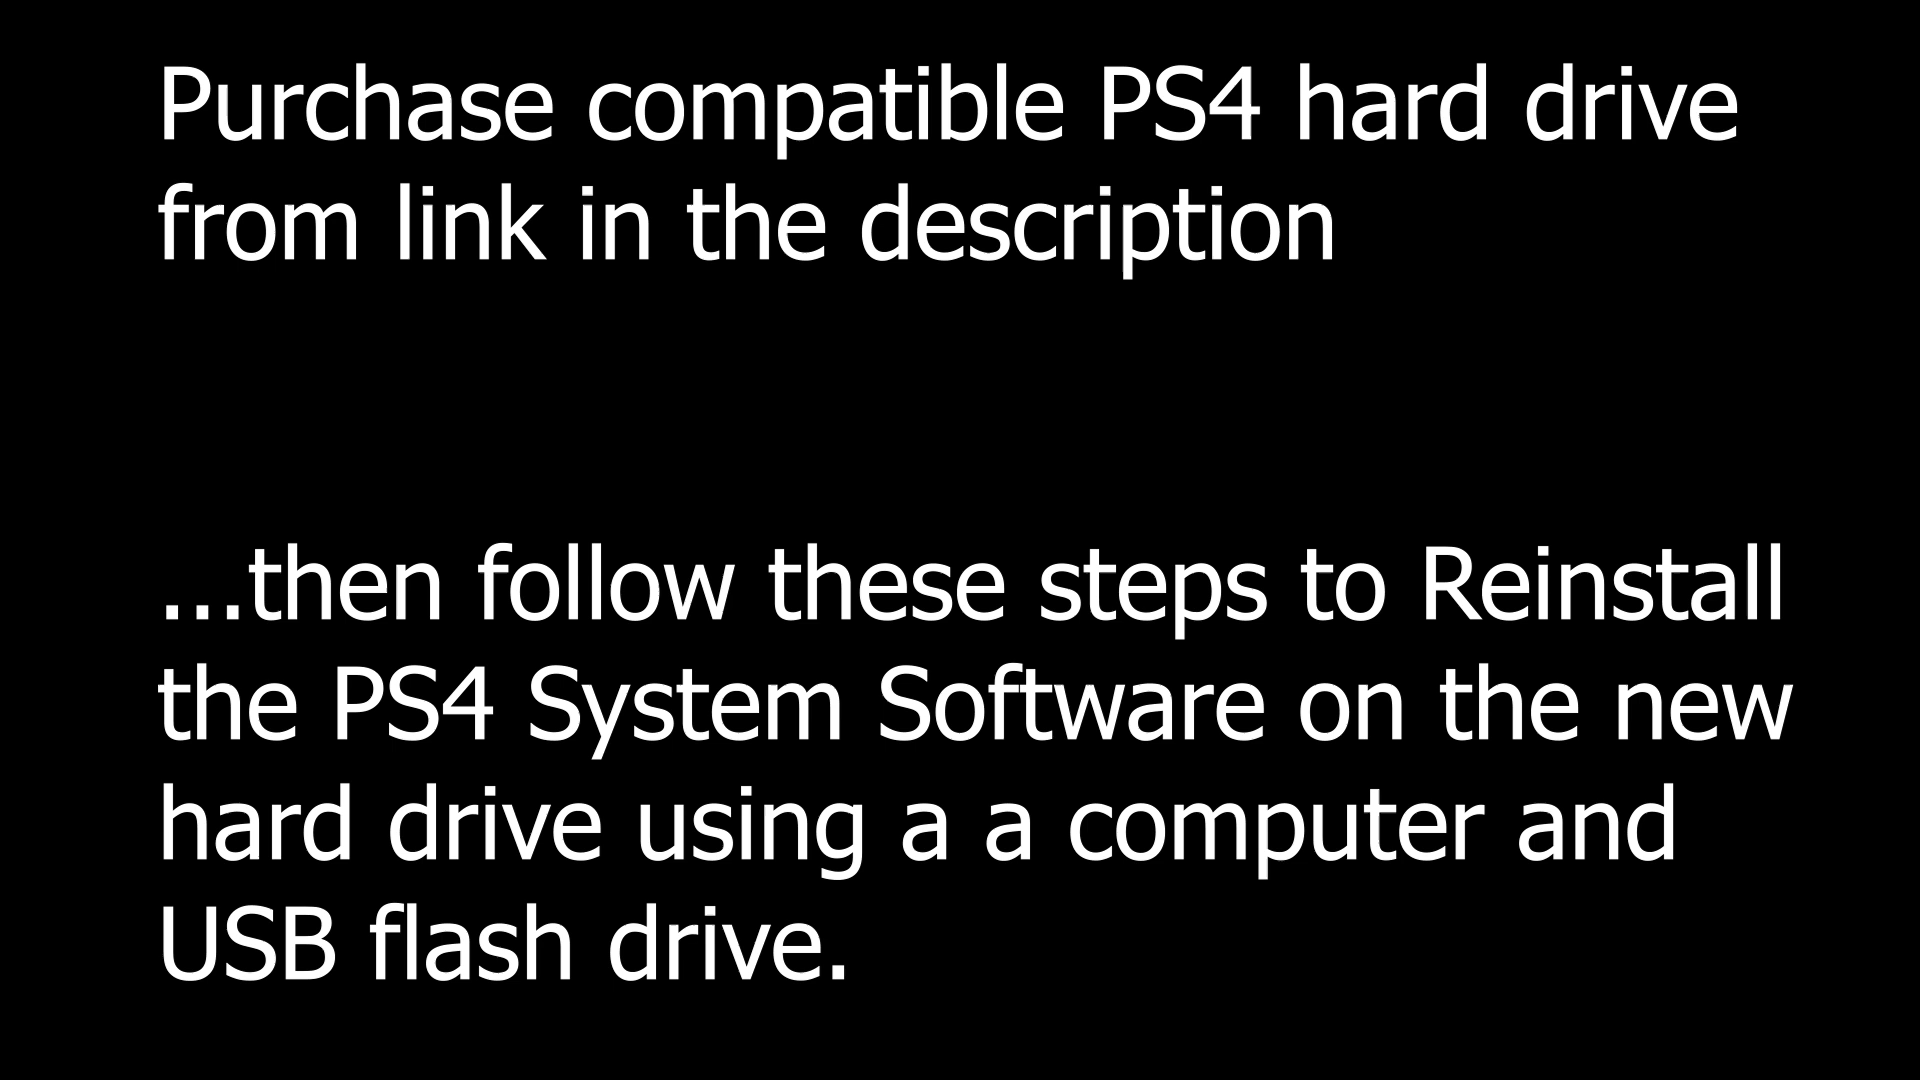 Purchase compatible PS4 hard drive
from link in the description
...then follow these steps to Reinstall
the PS4 System Software on the new
hard drive using a a computer and
USB flash drive.